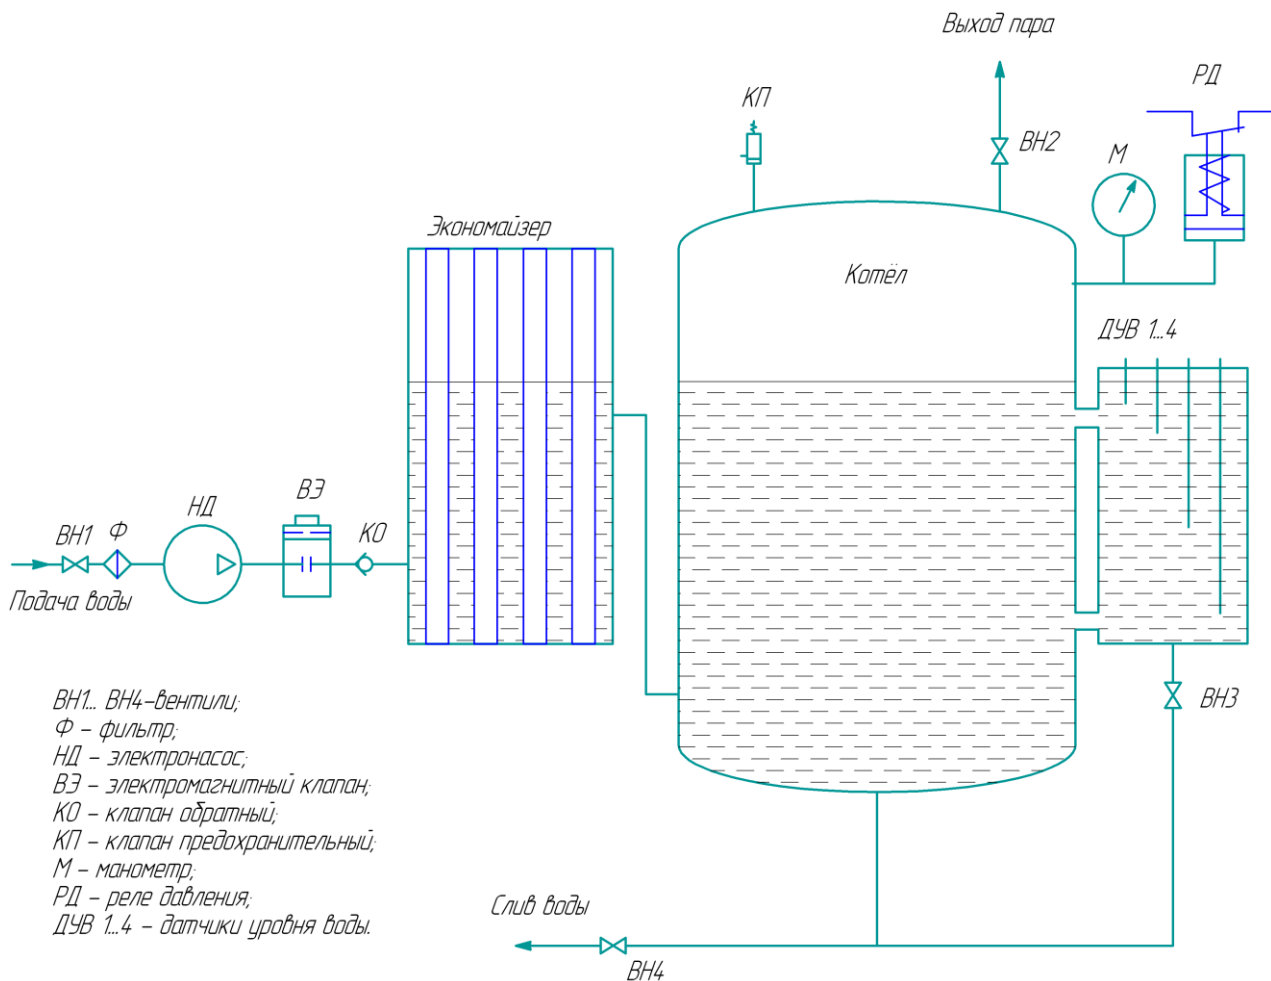 Выход пара
РД
КП
ВН2
М
Экономайзер
Котёл
ДУВ 1...4
ВЭ
НД
Ф
ВН1
КО
Подача воды
ВН1... ВН4-вентили;
Ф - фильтр;
НД - электронасос;
ВЭ - электромагнитный клапан;
КО - клапан обратный;
КП - клапан предохранительный;
М - манометр;
РД - реле давления;
ДУВ 1...4 - датчики уровня воды.
ВН3
Слив воды
ВН4